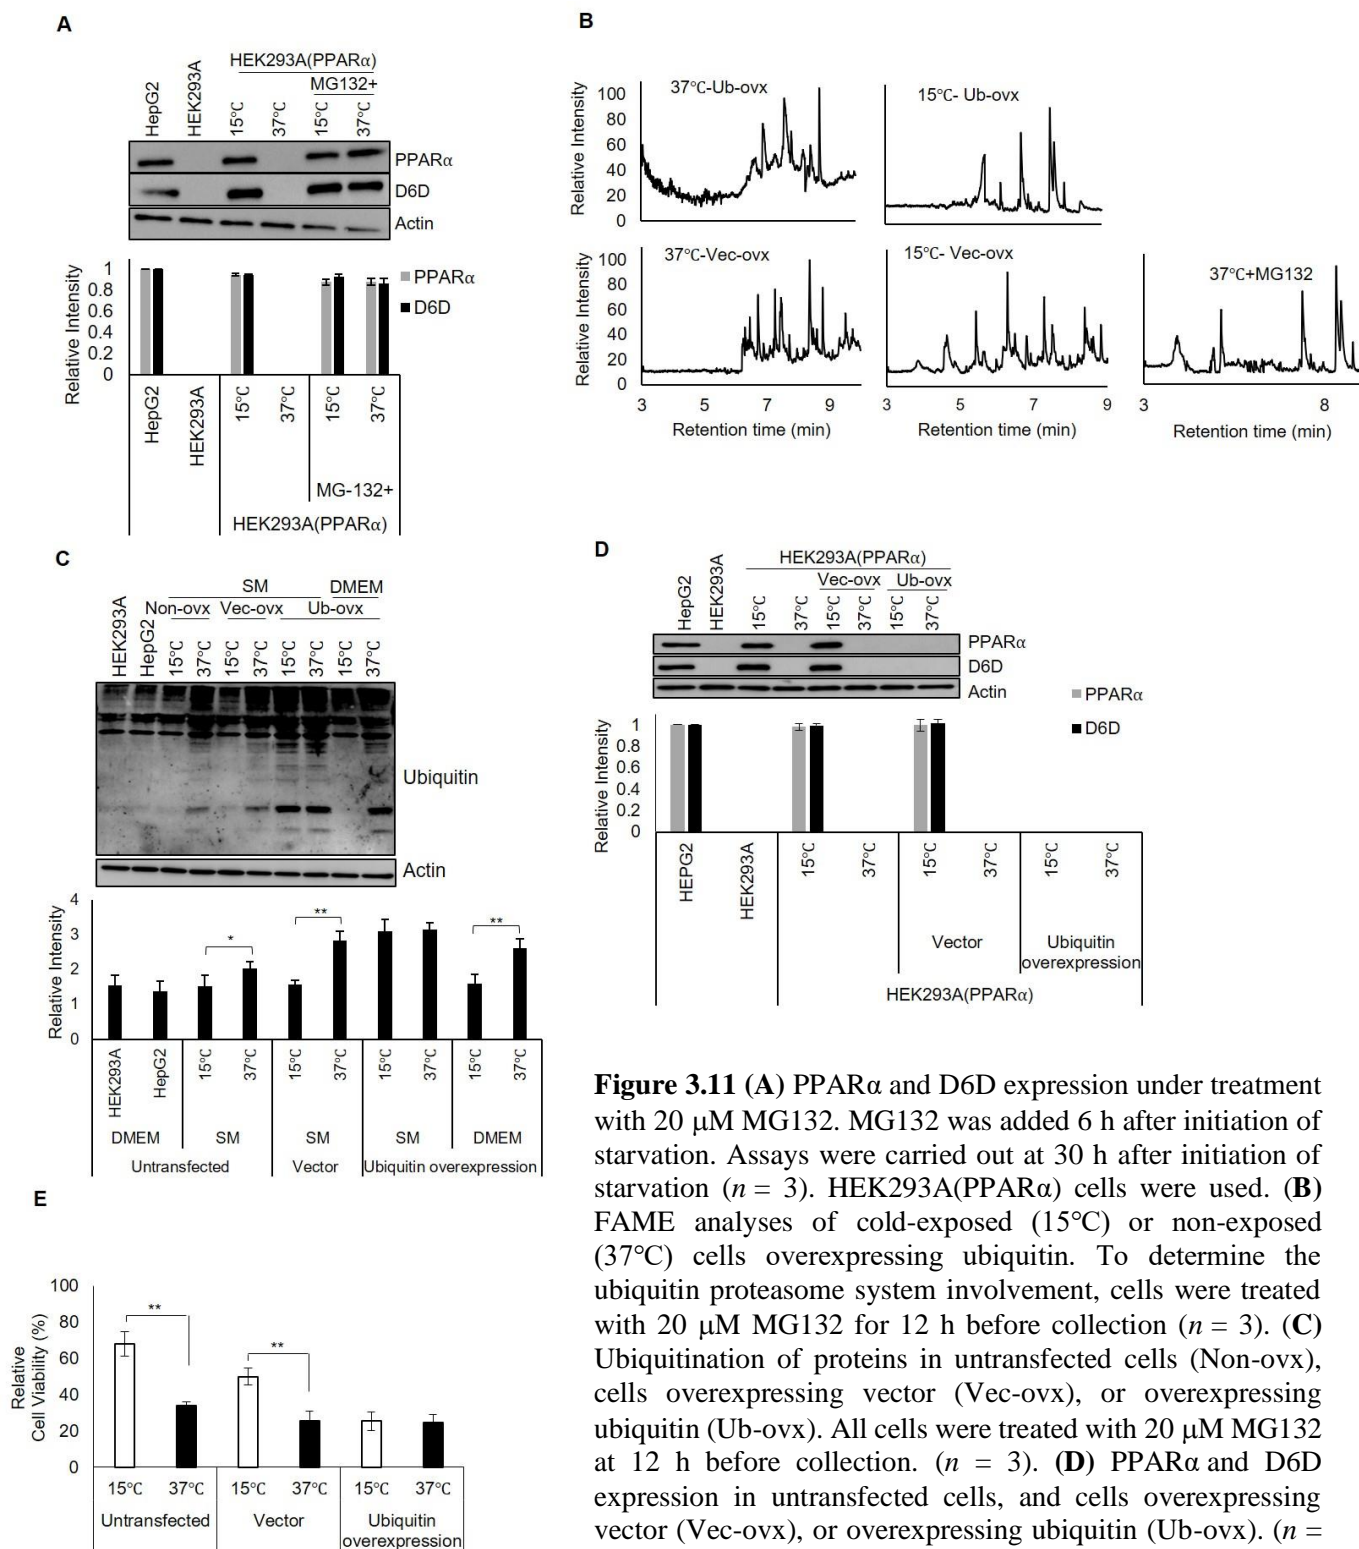 A
HEK293A(PPARα)
MG132+
HepG2
HEK293A
15℃
37℃
15℃
37℃
PPARα
D6D
Actin
Relative Intensity
1
0.8
0.6
0.4
0.2
0
PPARα
D6D
HepG2
HEK293A
15℃
37℃
15℃
37℃
MG-132+
HEK293A(PPARα)
B
Relative Intensity
100
80
60
40
20
0
37℃-Ub-ovx
15℃- Ub-ovx
Relative Intensity
100
80
60
40
20
0
37℃-Vec-ovx
15℃- Vec-ovx
37℃+MG132
3 5 7 9
3 5 7 9
3 8
Retention time (min)
Retention time (min)
Retention time (min)
C
SM
DMEM
Non-ovx
Vec-ovx
Ub-ovx
HEK293A
HepG2
15℃
37℃
15℃
37℃
15℃
37℃
15℃
37℃
Ubiquitin
Actin
Relative Intensity
4
3
2
1
0
*
**
**
HEK293A
HepG2
15℃
37℃
15℃
37℃
15℃
37℃
15℃
37℃
DMEM
SM
SM
SM
DMEM
Untransfected
Vector
Ubiquitin overexpression
D
HEK293A(PPARα)
Vec-ovx
Ub-ovx
HepG2
HEK293A
15℃
37℃
15℃
37℃
15℃
37℃
PPARα
D6D
Actin
PPARα
D6D
Relative Intensity
1
0.8
0.6
0.4
0.2
0
HEPG2
HEK293A
15℃
37℃
15℃
37℃
15℃
37℃
Vector
Ubiquitin
overexpression
HEK293A(PPARα)
E
Relative
Cell Viability (%)
100
80
60
40
20
0
**
**
15℃
37℃
15℃
37℃
15℃
37℃
Untransfected
Vector
Ubiquitin
overexpression
Figure 3.11 (A) PPARα and D6D expression under treatment
with 20 μM MG132. MG132 was added 6 h after initiation of
starvation. Assays were carried out at 30 h after initiation of
starvation (n = 3). HEK293A(PPARα) cells were used. (B)
FAME analyses of cold-exposed (15℃) or non-exposed
(37℃) cells overexpressing ubiquitin. To determine the
ubiquitin proteasome system involvement, cells were treated
with 20 μM MG132 for 12 h before collection (n = 3). (C)
Ubiquitination of proteins in untransfected cells (Non-ovx),
cells overexpressing vector (Vec-ovx), or overexpressing
ubiquitin (Ub-ovx). All cells were treated with 20 μM MG132
at 12 h before collection. (n = 3). (D) PPARα and D6D
expression in untransfected cells, and cells overexpressing
vector (Vec-ovx), or overexpressing ubiquitin (Ub-ovx). (n =